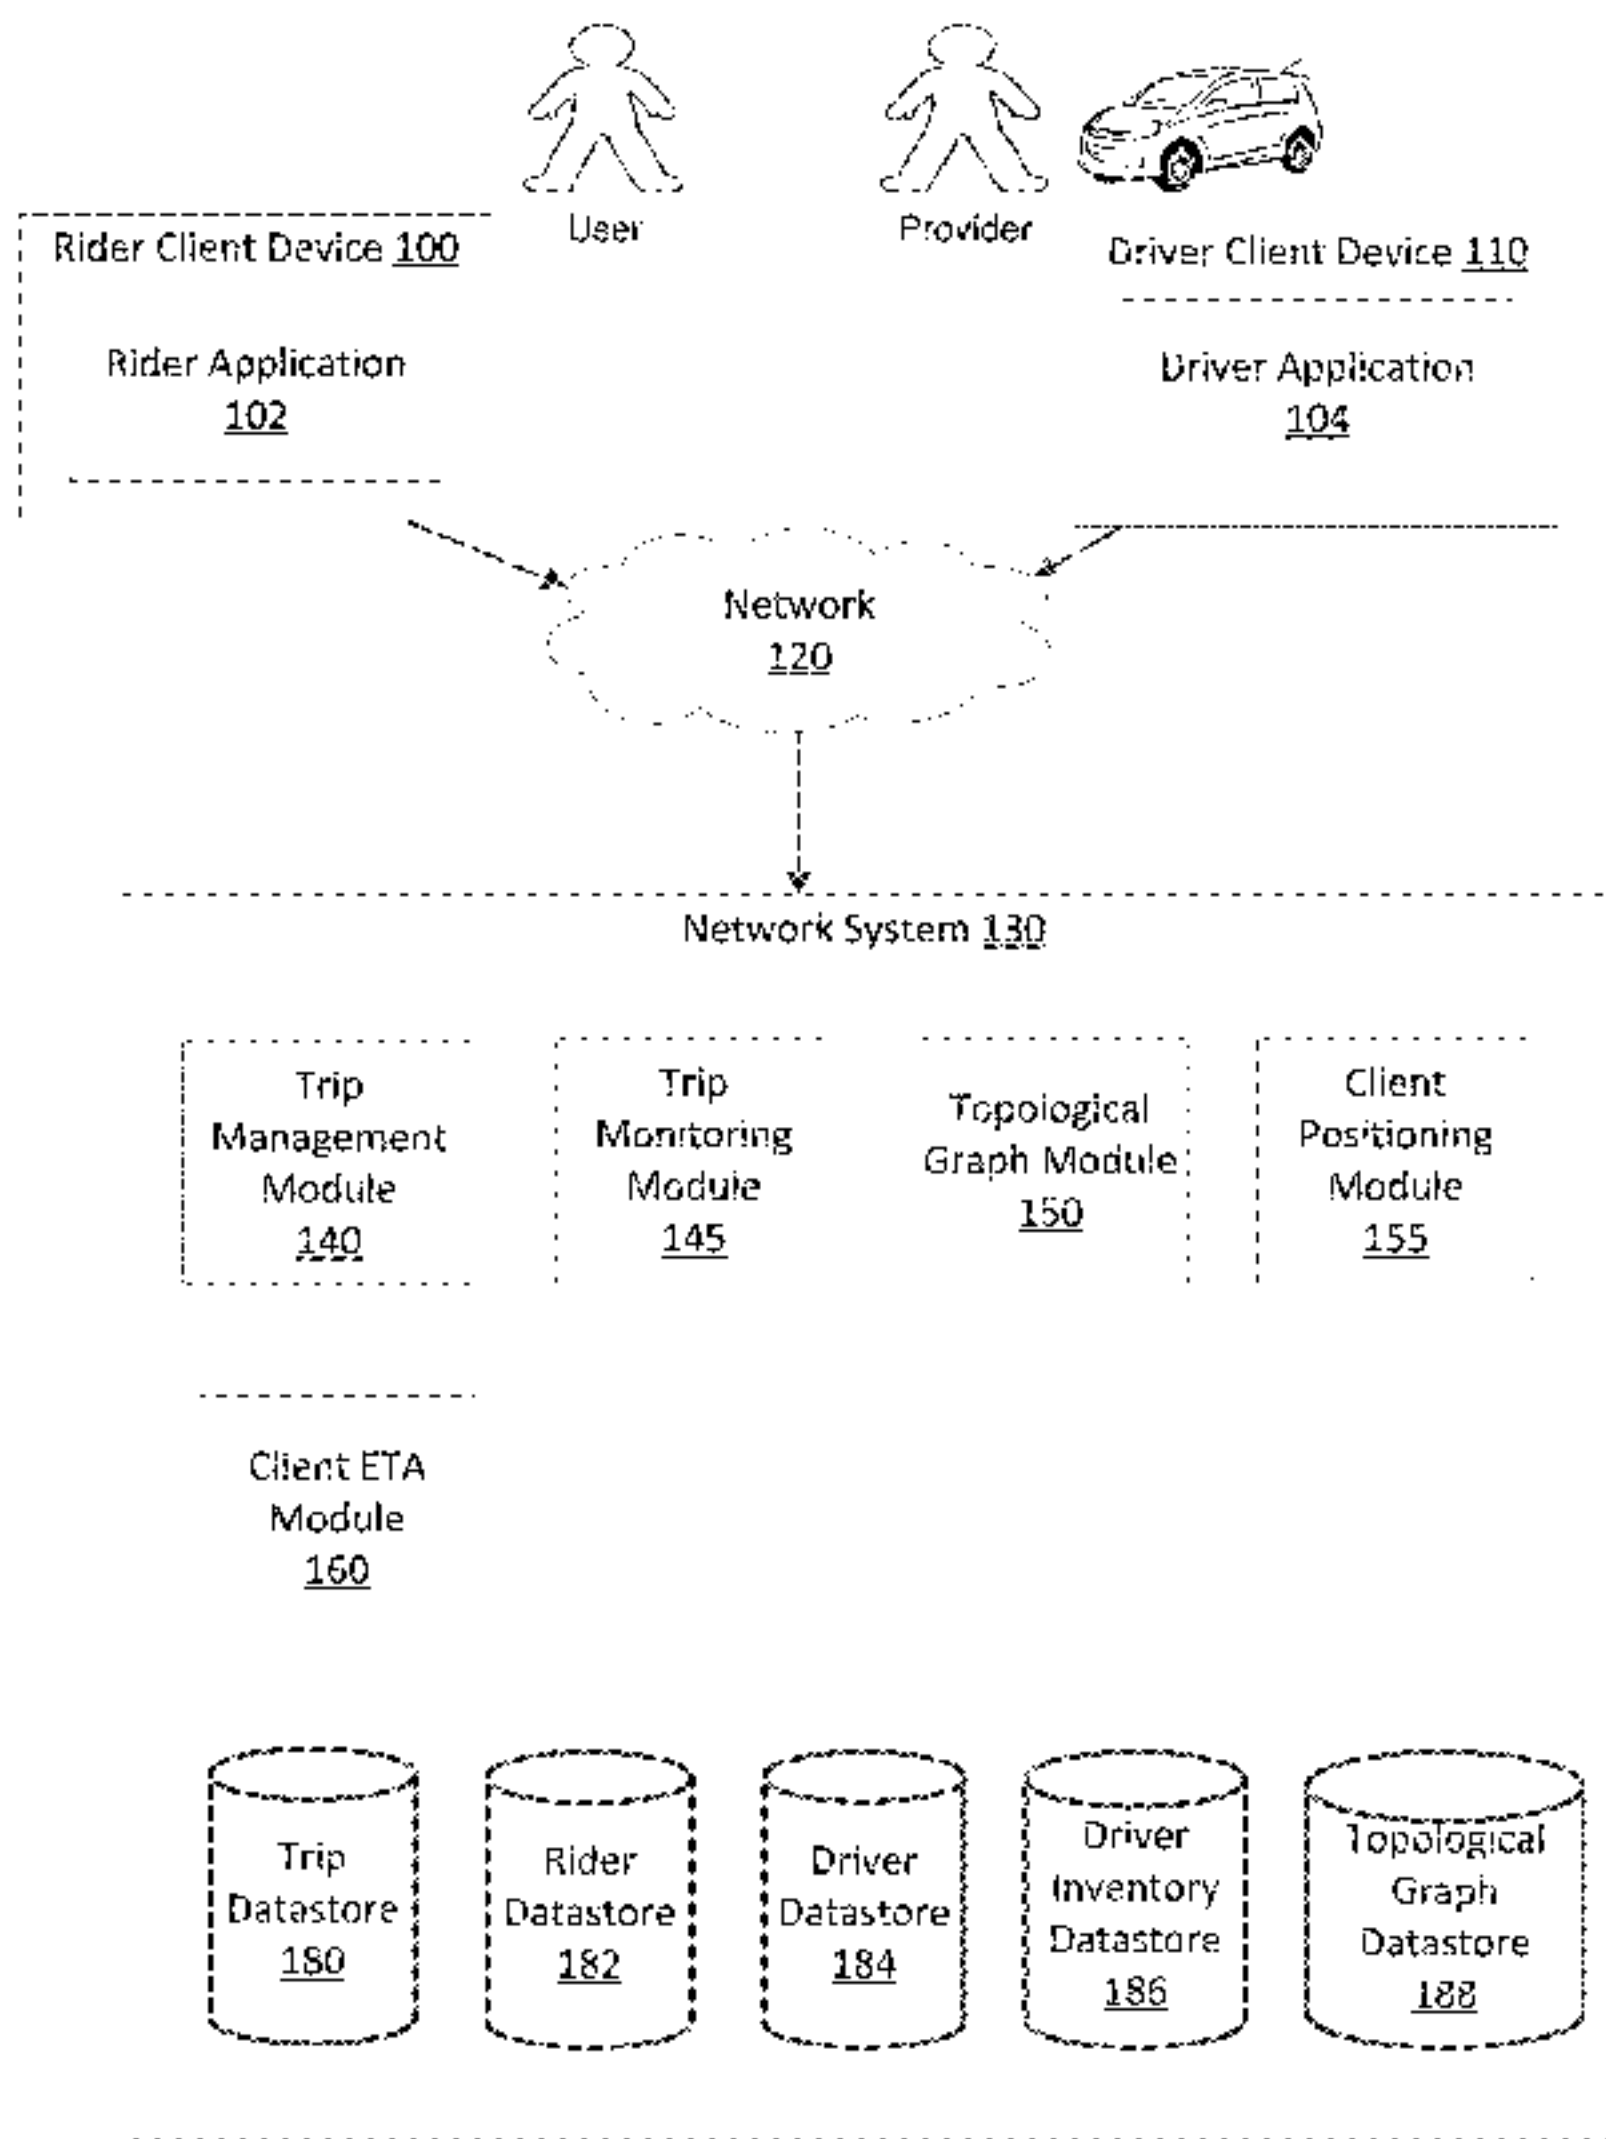 User
Provider
Rider Client Device 100
Driver Client Device 110
Rider Application
102
Driver Application
104
Network
120
Network System 130
Trip
Management
Module
140
Trip
Monitoring
Module
145
Topological
Graph Module
150
Client
Positioning
Module
155
Client ETA
Module
160
Trip
Datastore
180
Rider
Datastore
182
Driver
Datastore
184
Driver
Inventory
Datastore
186
Topological
Graph
Datastore
188